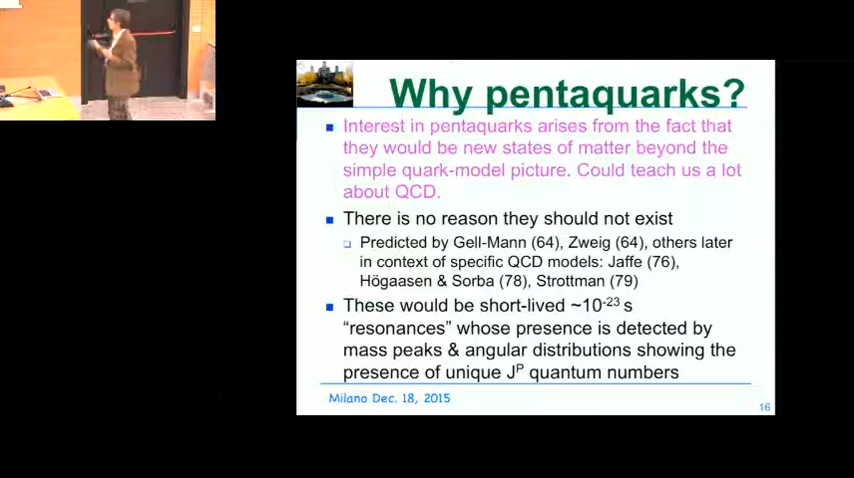 Why pentaquarks?
Interest in pentaquarks arises from the fact that
they would be new states of matter beyond the
simple quark-model picture. Could teach us a lot
about QCD.
There is no reason they should not exist
Predicted by Gell-Mann (64), Zweig (64), others later
in context of specific QCD models: Jaffe (76),
Högaasen & Sorba (78), Strottman (79)
These would be short-lived ~10⁻²³ s
“resonances” whose presence is detected by
mass peaks & angular distributions showing the
presence of unique Jᴾ quantum numbers
Milano Dec. 18, 2015
16